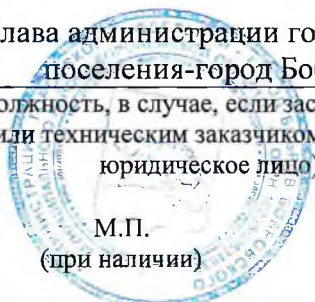 лава администрации го
поселения-город Бо
олжность, в случае, если зас
или техническим заказчиком
юридическое лицо
М.П.
(при наличии)